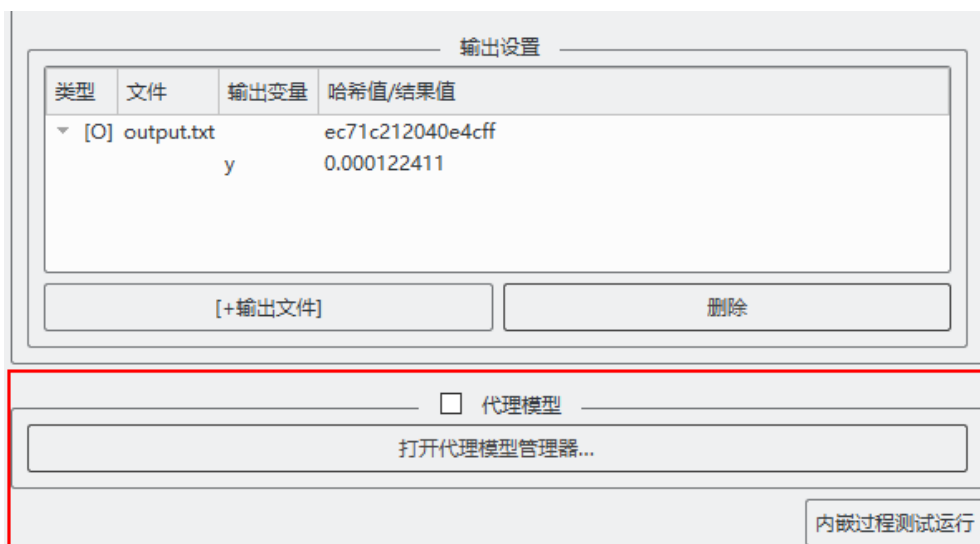 输出设置
类型 文件 输出变量 哈希值/结果值
[O] output.txt ec71c212040e4cff
y 0.000122411
[+输出文件] 删除
代理模型
打开代理模型管理器...
内嵌过程测试运行